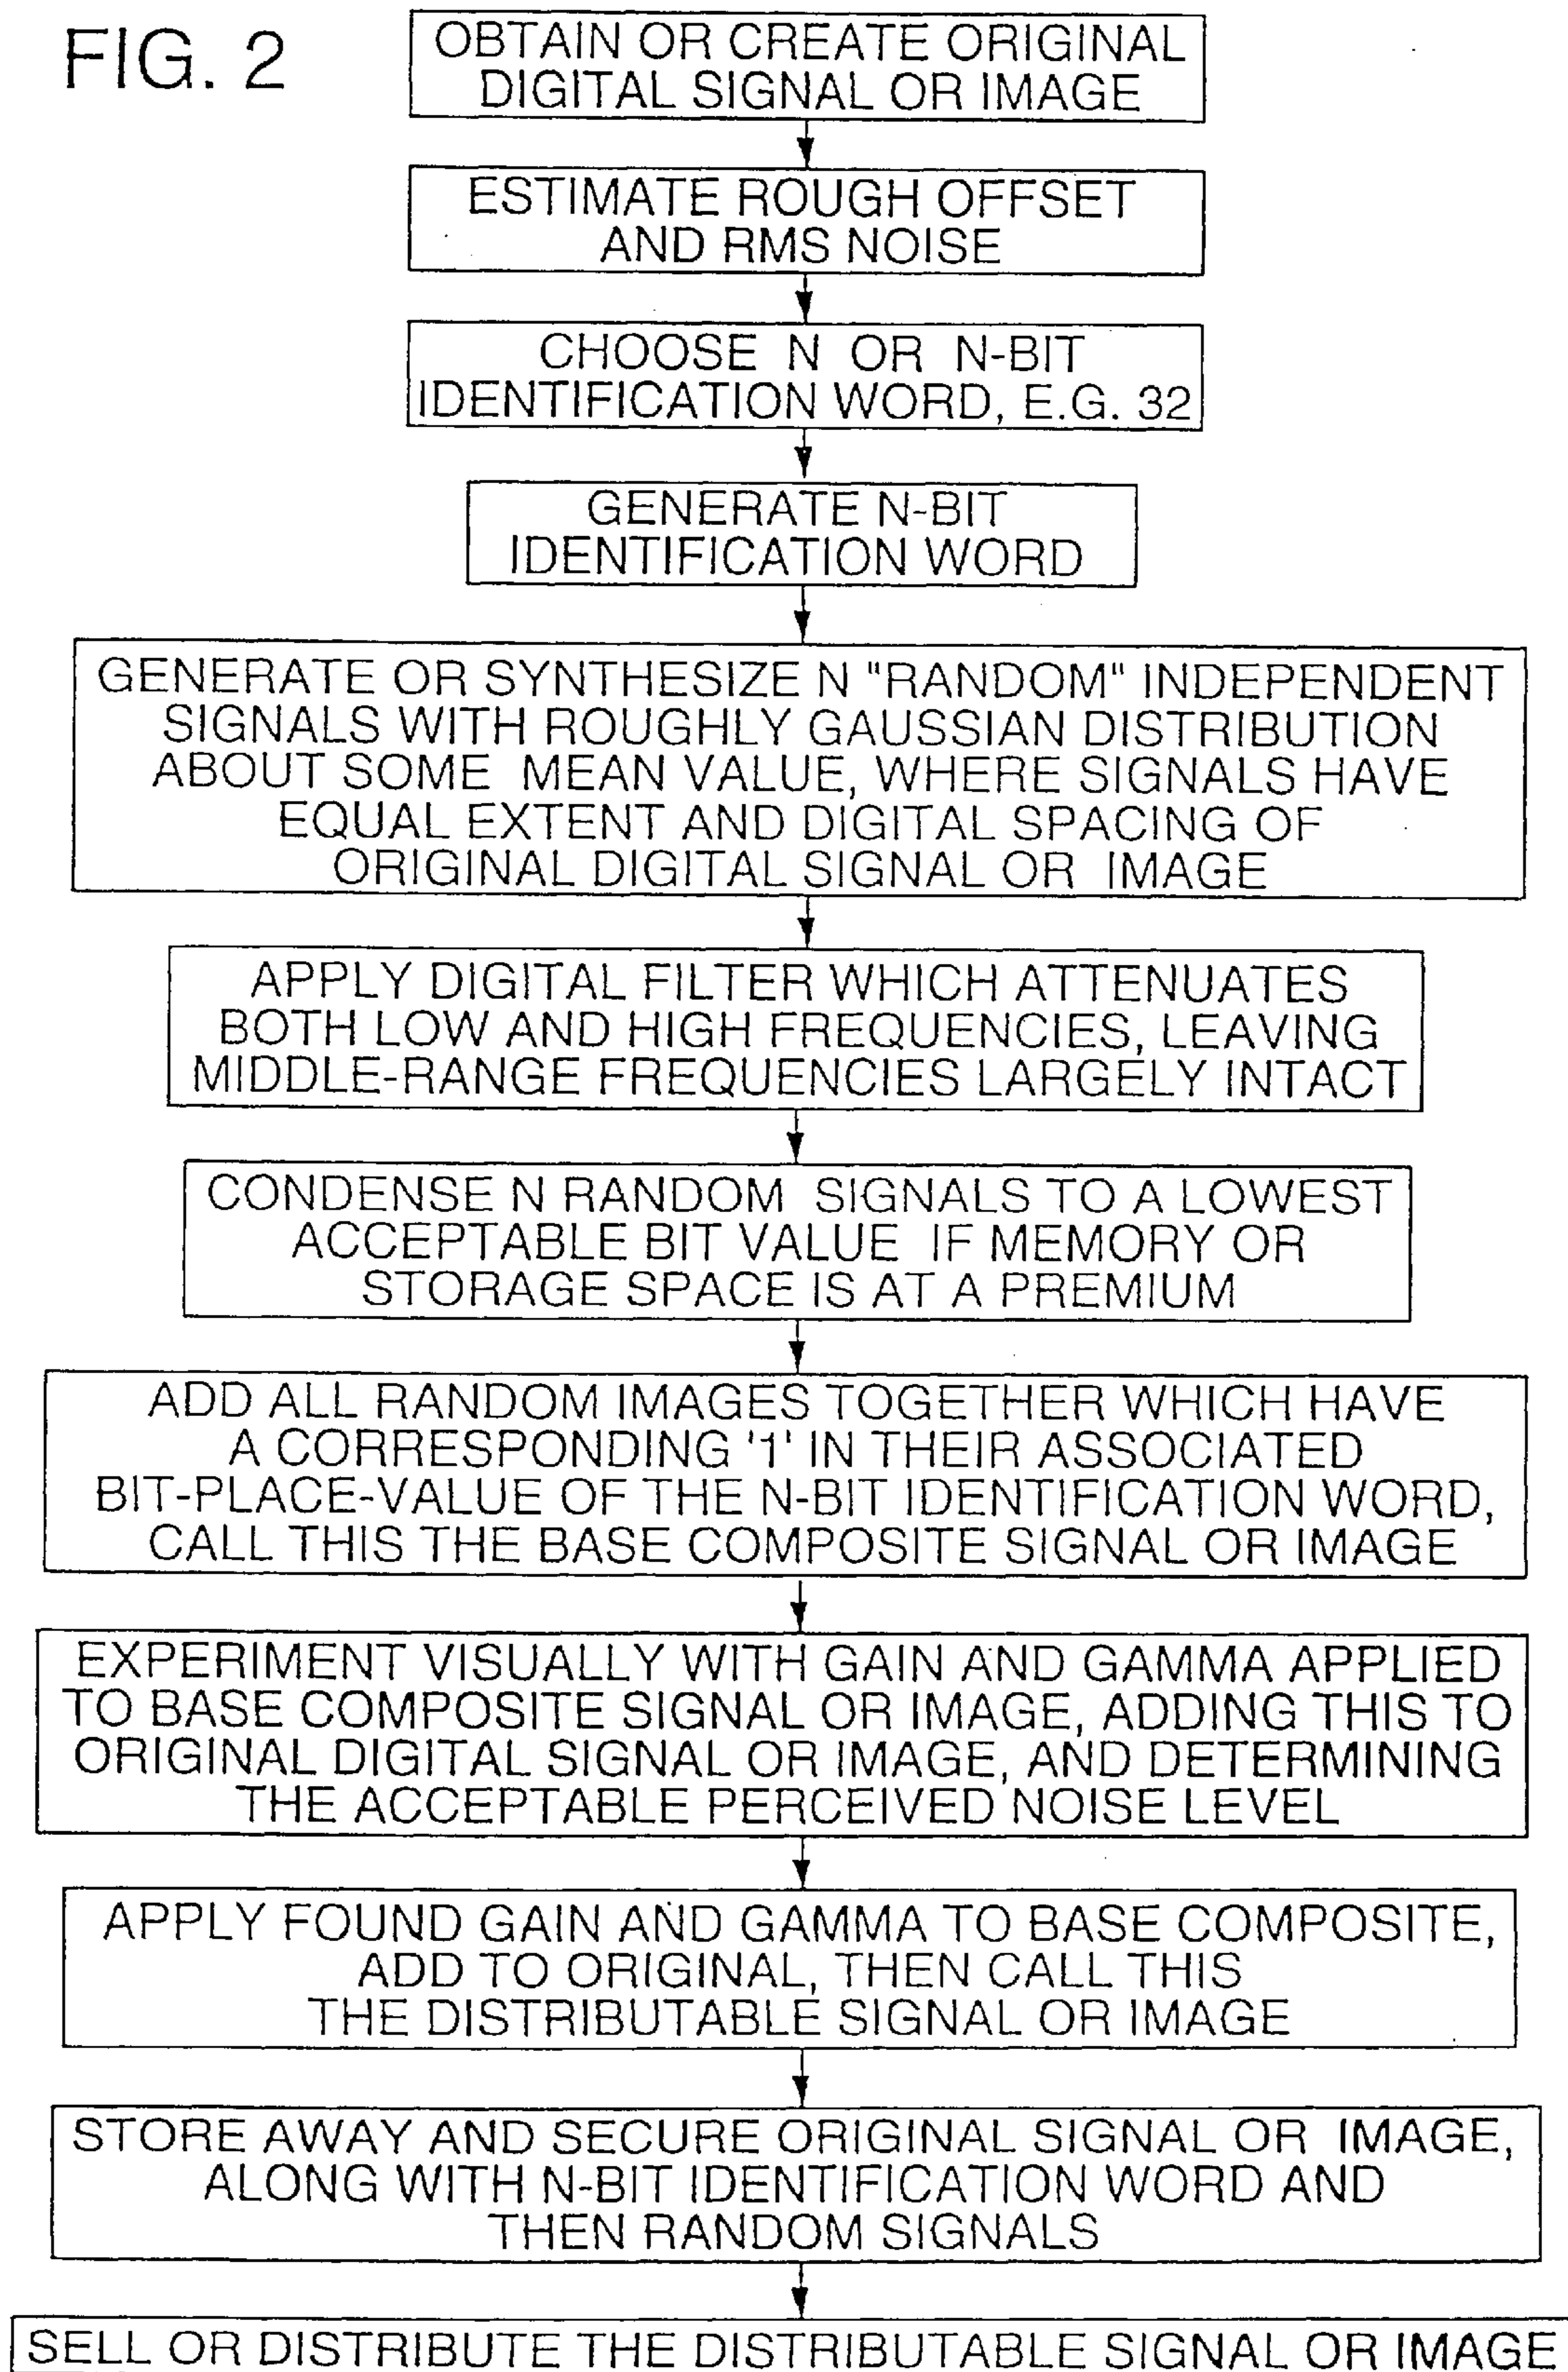 FIG. 2
OBTAIN OR CREATE ORIGINAL
DIGITAL SIGNAL OR IMAGE
ESTIMATE ROUGH OFFSET
AND RMS NOISE
CHOOSE N OR N-BIT
IDENTIFICATION WORD, E.G. 32
GENERATE N-BIT
IDENTIFICATION WORD
GENERATE OR SYNTHESIZE N "RANDOM" INDEPENDENT
SIGNALS WITH ROUGHLY GAUSSIAN DISTRIBUTION
ABOUT SOME MEAN VALUE, WHERE SIGNALS HAVE
EQUAL EXTENT AND DIGITAL SPACING OF
ORIGINAL DIGITAL SIGNAL OR IMAGE
APPLY DIGITAL FILTER WHICH ATTENUATES
BOTH LOW AND HIGH FREQUENCIES, LEAVING
MIDDLE-RANGE FREQUENCIES LARGELY INTACT
CONDENSE N RANDOM SIGNALS TO A LOWEST
ACCEPTABLE BIT VALUE IF MEMORY OR
STORAGE SPACE IS AT A PREMIUM
ADD ALL RANDOM IMAGES TOGETHER WHICH HAVE
A CORRESPONDING '1' IN THEIR ASSOCIATED
BIT-PLACE-VALUE OF THE N-BIT IDENTIFICATION WORD,
CALL THIS THE BASE COMPOSITE SIGNAL OR IMAGE
EXPERIMENT VISUALLY WITH GAIN AND GAMMA APPLIED
TO BASE COMPOSITE SIGNAL OR IMAGE, ADDING THIS TO
ORIGINAL DIGITAL SIGNAL OR IMAGE, AND DETERMINING
THE ACCEPTABLE PERCEIVED NOISE LEVEL
APPLY FOUND GAIN AND GAMMA TO BASE COMPOSITE,
ADD TO ORIGINAL, THEN CALL THIS
THE DISTRIBUTABLE SIGNAL OR IMAGE
STORE AWAY AND SECURE ORIGINAL SIGNAL OR IMAGE,
ALONG WITH N-BIT IDENTIFICATION WORD AND
THEN RANDOM SIGNALS
SELL OR DISTRIBUTE THE DISTRIBUTABLE SIGNAL OR IMAGE